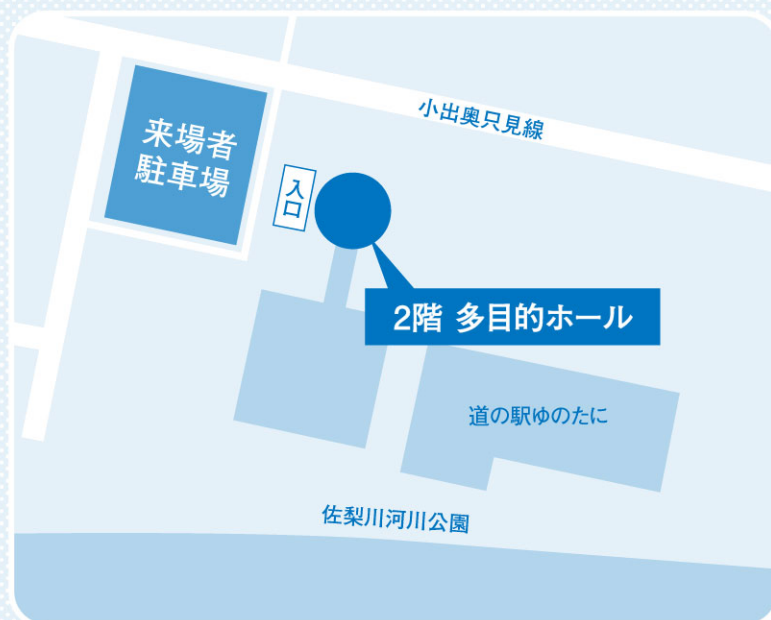 小出奥只見線
来場者
駐車場
入口
2階 多目的ホール
道の駅ゆのたに
佐梨川河川公園